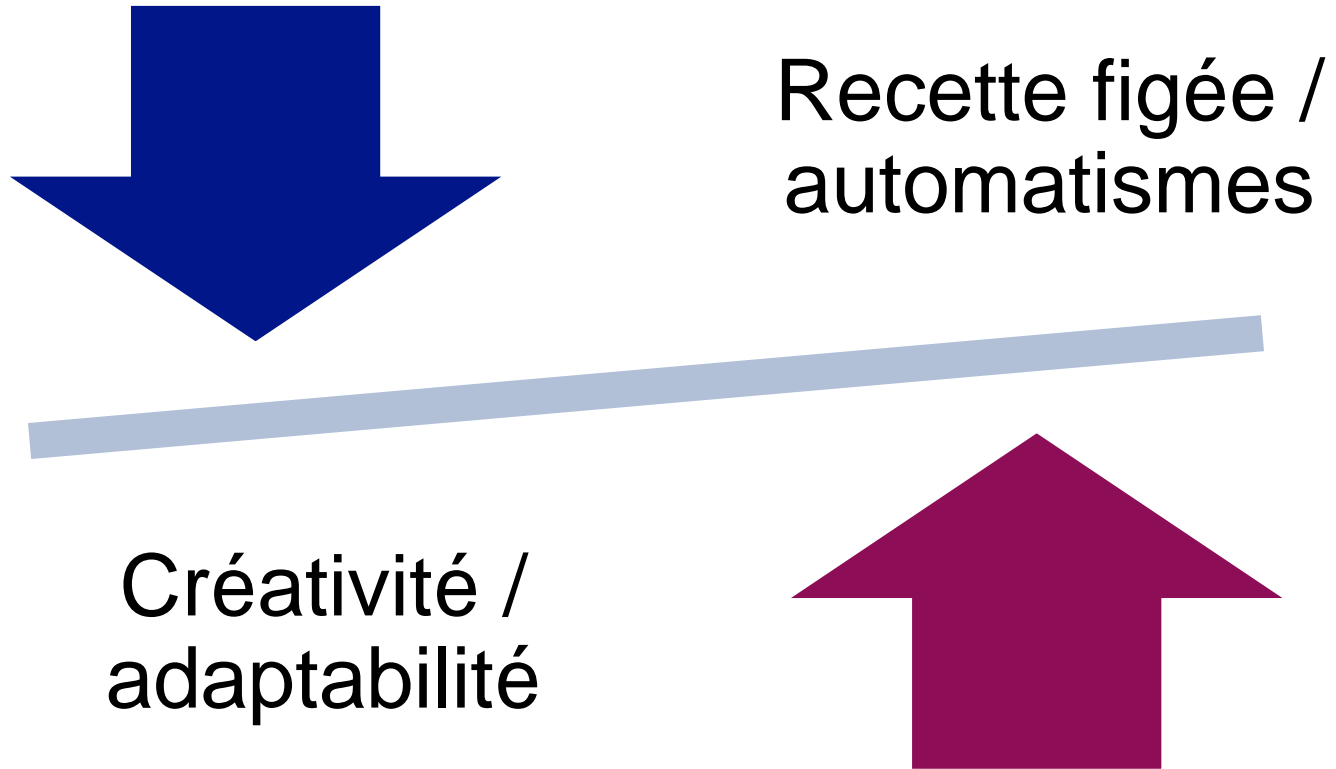 Recette figée /
automatismes
Créativité /
adaptabilité